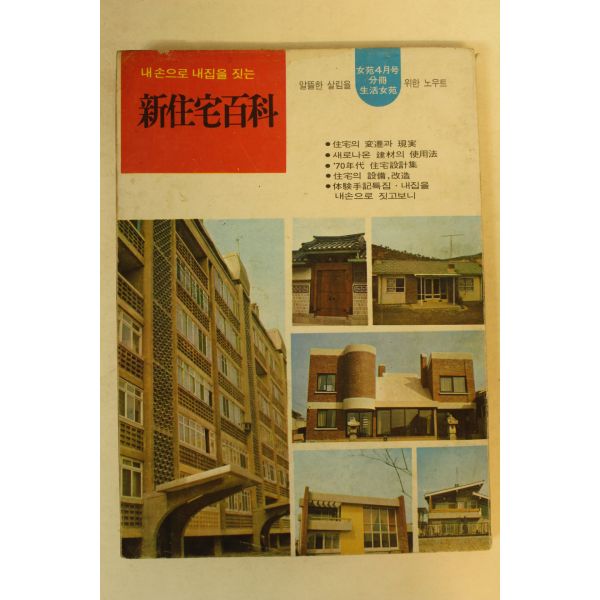 내손으로 내집을 짓는
新住宅百科
女苑4月号
分冊
生活女苑
알뜰한 살림을
위한 노우트
●住宅의 変遷과 現実
●새로나온 建材의 使用法
●'70年代 住宅設計集
●住宅의 設備,改造
●体験手記특집·내집을
내손으로 짓고보니